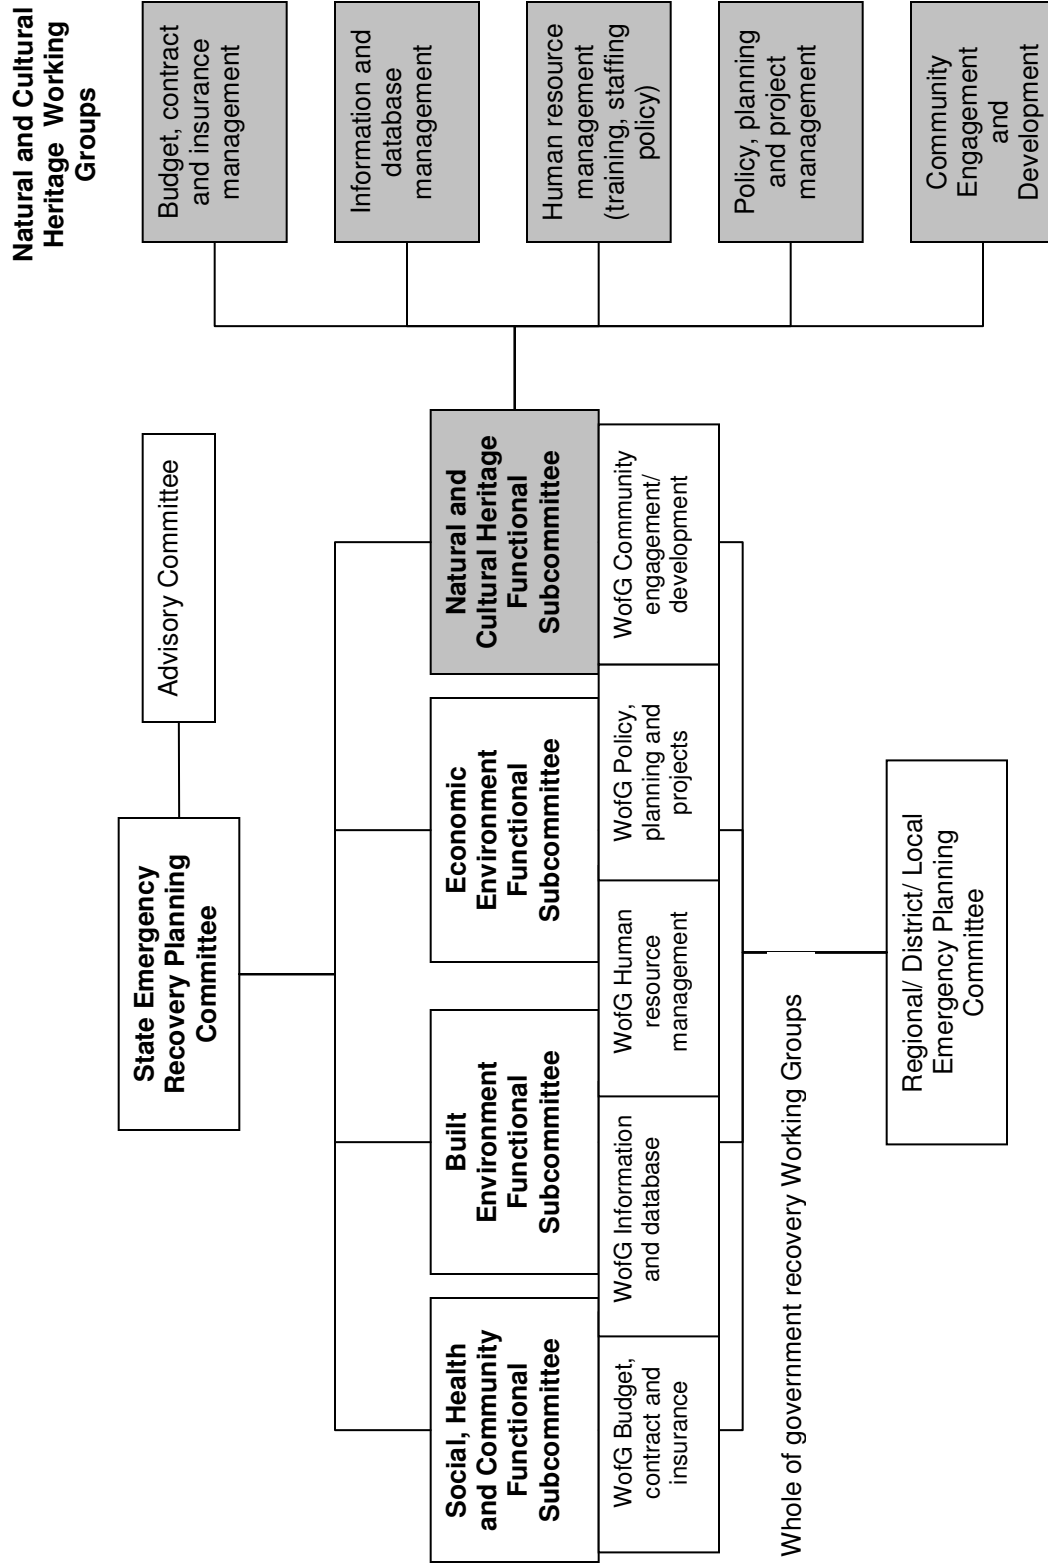 Natural and Cultural
Heritage Working
Groups
State Emergency
Recovery Planning
Committee
Advisory Committee
Social, Health
and Community
Functional
Subcommittee
Built
Environment
Functional
Subcommittee
Economic
Environment
Functional
Subcommittee
Natural and
Cultural Heritage
Functional
Subcommittee
WofG Budget,
contract and
insurance
WofG Information
and database
WofG Human
resource
management
WofG Policy,
planning and
projects
WofG Community
engagement/
development
Whole of government recovery Working Groups
Regional/ District/ Local
Emergency Planning
Committee
Budget, contract
and insurance
management
Information and
database
management
Human resource
management
(training, staffing
policy)
Policy, planning
and project
management
Community
Engagement
and
Development